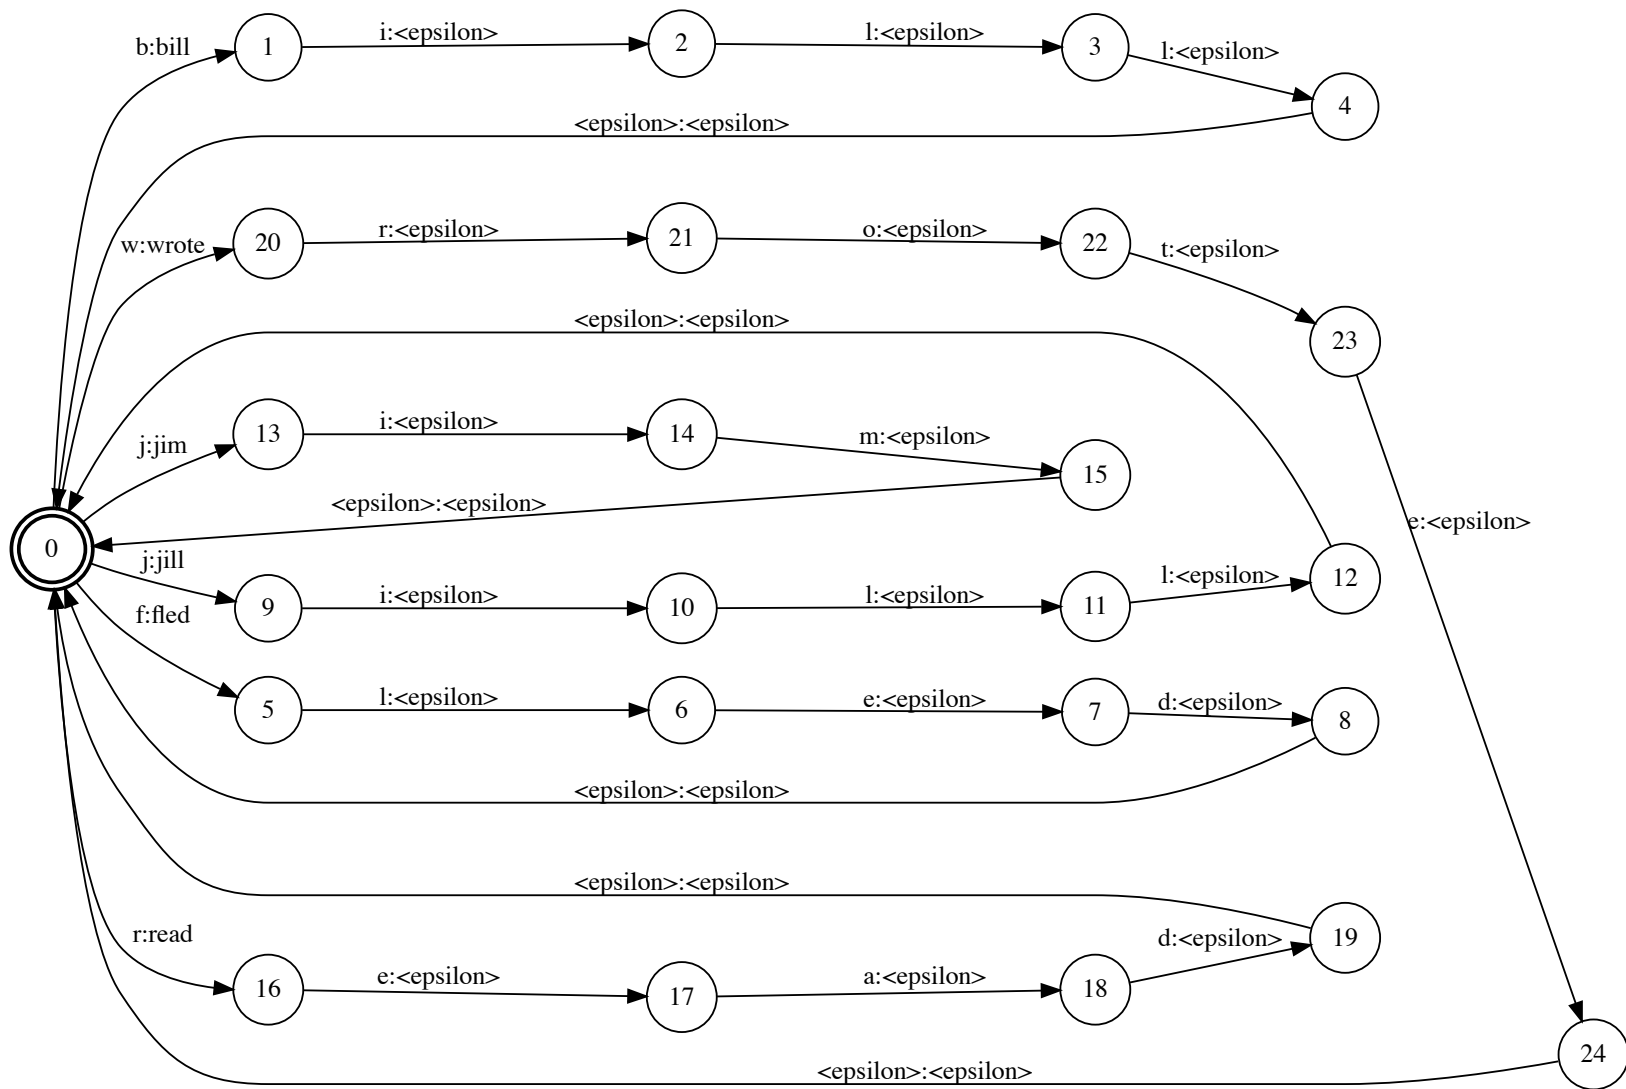 b:bill
1
i:<epsilon>
2
l:<epsilon>
3
l:<epsilon>
4
<epsilon>:<epsilon>
w:wrote
20
r:<epsilon>
21
o:<epsilon>
22
t:<epsilon>
23
<epsilon>:<epsilon>
j:jim
13
i:<epsilon>
14
m:<epsilon>
15
<epsilon>:<epsilon>
e:<epsilon>
0
j:jill
9
i:<epsilon>
10
l:<epsilon>
11
l:<epsilon>
12
f:fled
5
l:<epsilon>
6
e:<epsilon>
7
d:<epsilon>
8
<epsilon>:<epsilon>
<epsilon>:<epsilon>
r:read
16
e:<epsilon>
17
a:<epsilon>
18
d:<epsilon>
19
24
<epsilon>:<epsilon>